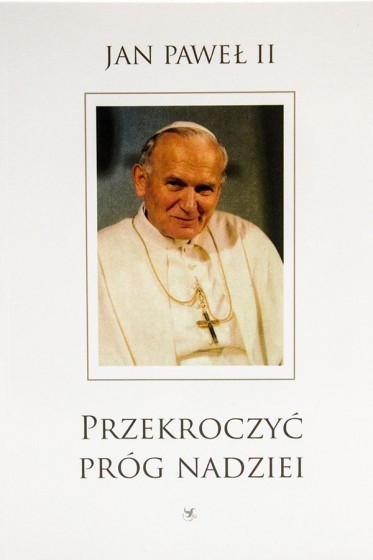 JAN PAWEŁ II
PRZEKROCZYĆ
PRÓG NADZIEI